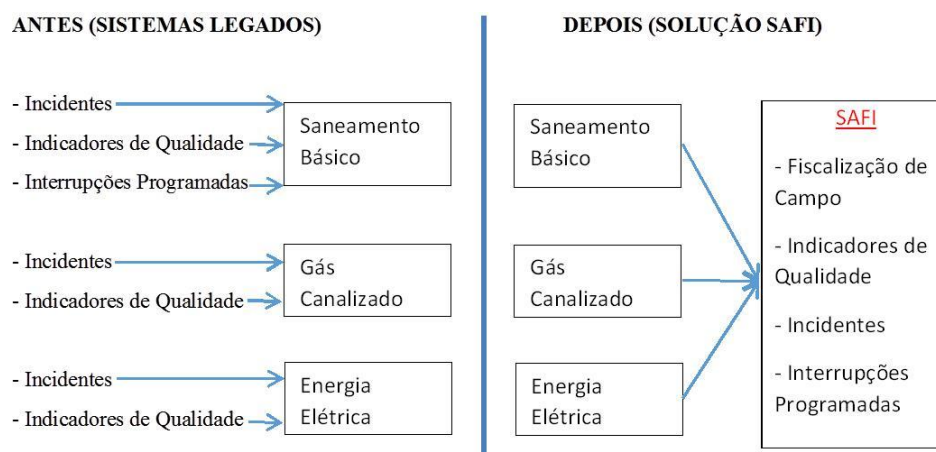 ANTES (SISTEMAS LEGADOS)
- Incidentes
- Indicadores de Qualidade
- Interrupções Programadas
Saneamento
Básico
- Incidentes
- Indicadores de Qualidade
Gás
Canalizado
- Incidentes
- Indicadores de Qualidade
Energia
Elétrica
DEPOIS (SOLUÇÃO SAFI)
Saneamento
Básico
Gás
Canalizado
Energia
Elétrica
SAFI
- Fiscalização de
Campo
- Indicadores de
Qualidade
- Incidentes
- Interrupções
Programadas